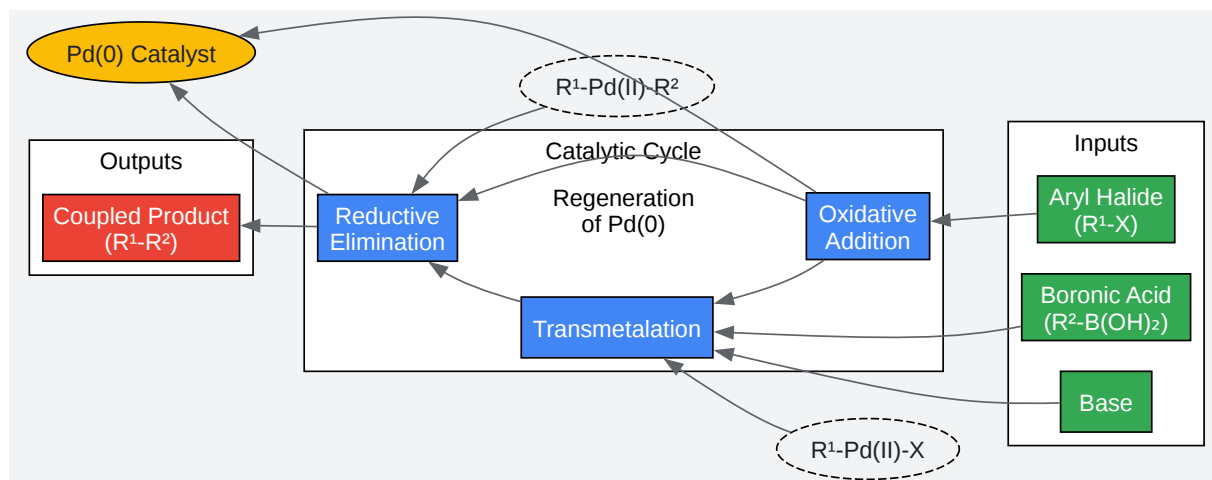 Pd(0) Catalyst
R¹-Pd(II)-R²
Outputs
Coupled Product
(R¹-R²)
Catalytic Cycle
Regeneration
of Pd(0)
Reductive
Elimination
Oxidative
Addition
Transmetalation
Inputs
Aryl Halide
(R¹-X)
Boronic Acid
(R²-B(OH)₂)
Base
R¹-Pd(II)-X